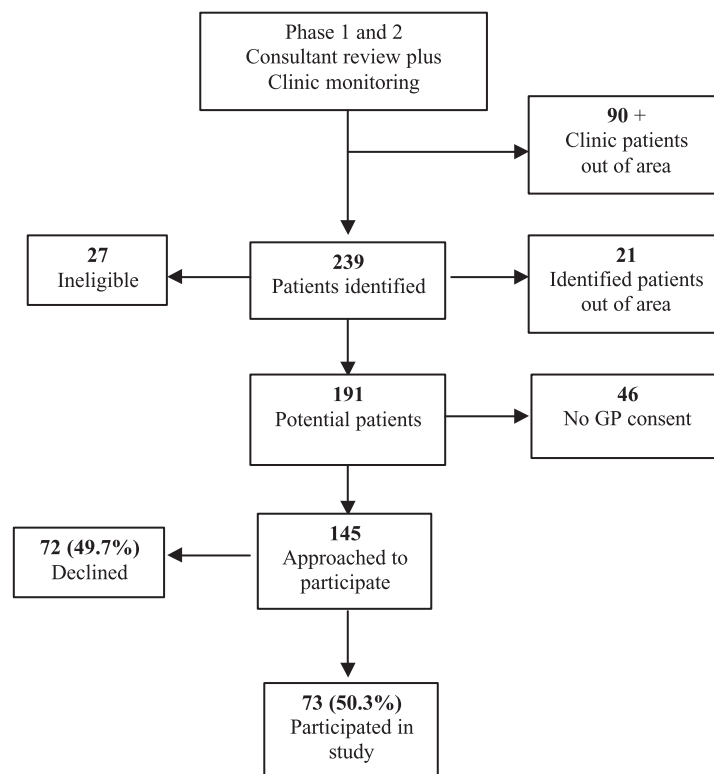 Phase 1 and 2
Consultant review plus
Clinic monitoring
90 +
Clinic patients
out of area
27
Ineligible
239
Patients identified
21
Identified patients
out of area
191
Potential patients
46
No GP consent
145
Approached to
participate
72 (49.7%)
Declined
73 (50.3%)
Participated in
study